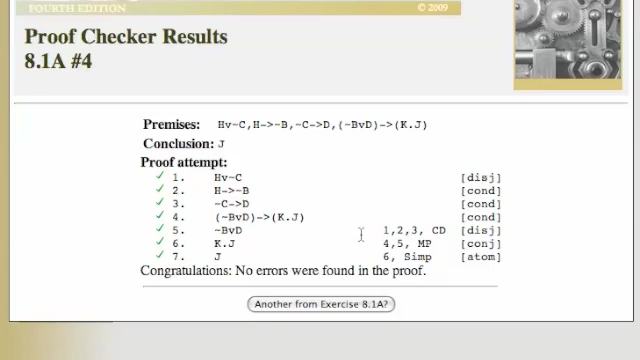 FOURTH EDITION © 2009
Proof Checker Results
8.1A #4
Premises: Hv~C,H->~B,~C->D,(~BvD)->(K.J)
Conclusion: J
Proof attempt:
✓ 1. Hv~C [disj]
✓ 2. H->~B [cond]
✓ 3. ~C->D [cond]
✓ 4. (~BvD)->(K.J) [cond]
✓ 5. ~BvD 1,2,3, CD [disj]
✓ 6. K.J 4,5, MP [conj]
✓ 7. J 6, Simp [atom]
Congratulations: No errors were found in the proof.
Another from Exercise 8.1A?